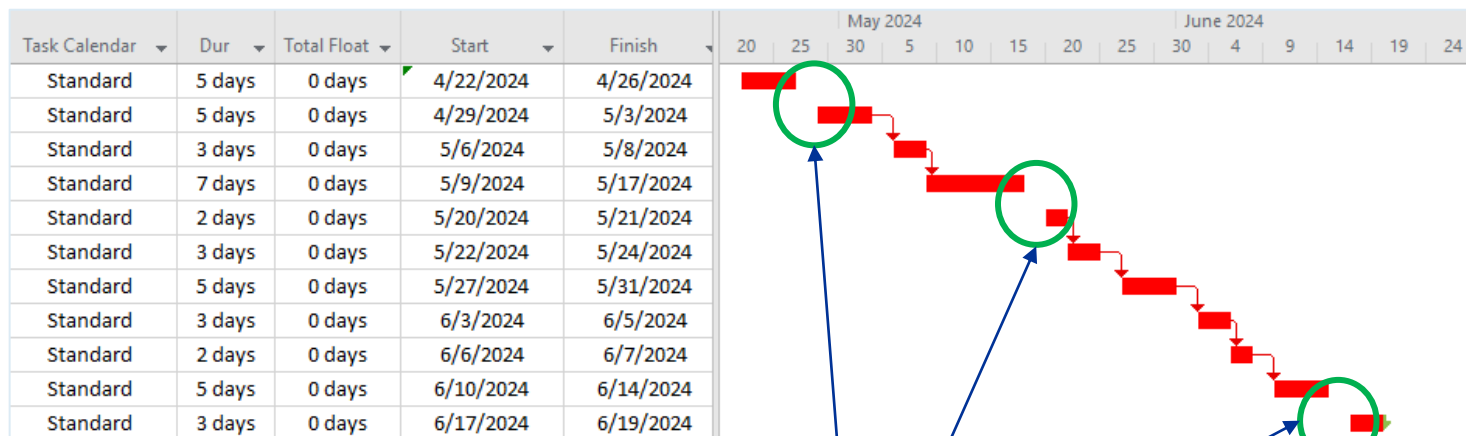 May 2024 June 2024
Task Calendar Dur Total Float Start Finish 20 25 30 5 10 15 20 25 30 4 9 14 19 24
Standard 5 days 0 days 4/22/2024 4/26/2024
Standard 5 days 0 days 4/29/2024 5/3/2024
Standard 3 days 0 days 5/6/2024 5/8/2024
Standard 7 days 0 days 5/9/2024 5/17/2024
Standard 2 days 0 days 5/20/2024 5/21/2024
Standard 3 days 0 days 5/22/2024 5/24/2024
Standard 5 days 0 days 5/27/2024 5/31/2024
Standard 3 days 0 days 6/3/2024 6/5/2024
Standard 2 days 0 days 6/6/2024 6/7/2024
Standard 5 days 0 days 6/10/2024 6/14/2024
Standard 3 days 0 days 6/17/2024 6/19/2024